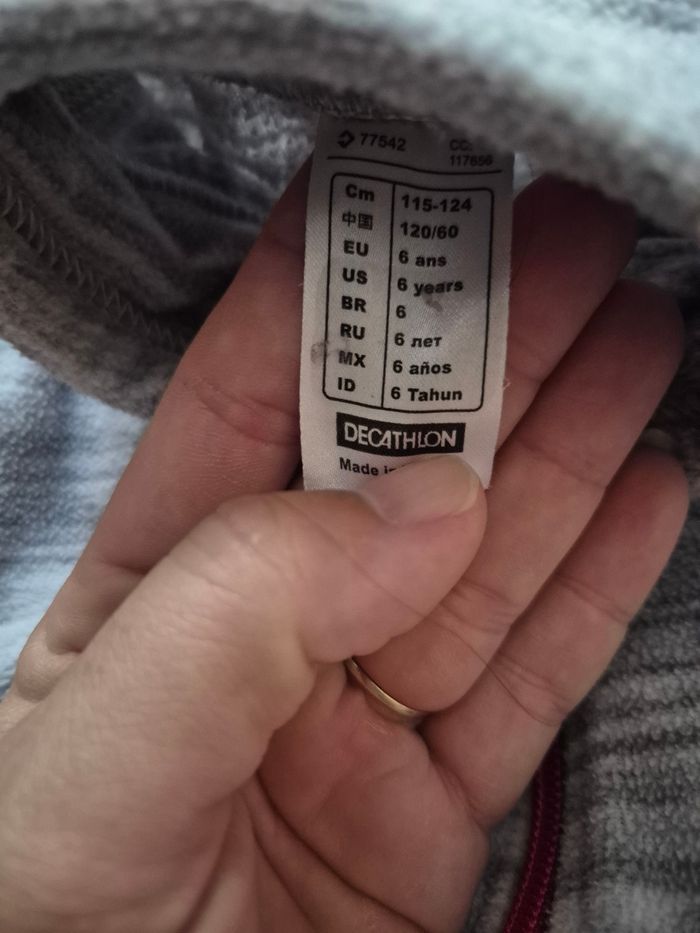 77542 CC:
117656
Cm 115-124
中国 120/60
EU 6 ans
US 6 years
BR 6
RU 6 лет
MX 6 años
ID 6 Tahun
DECATHLON
Made